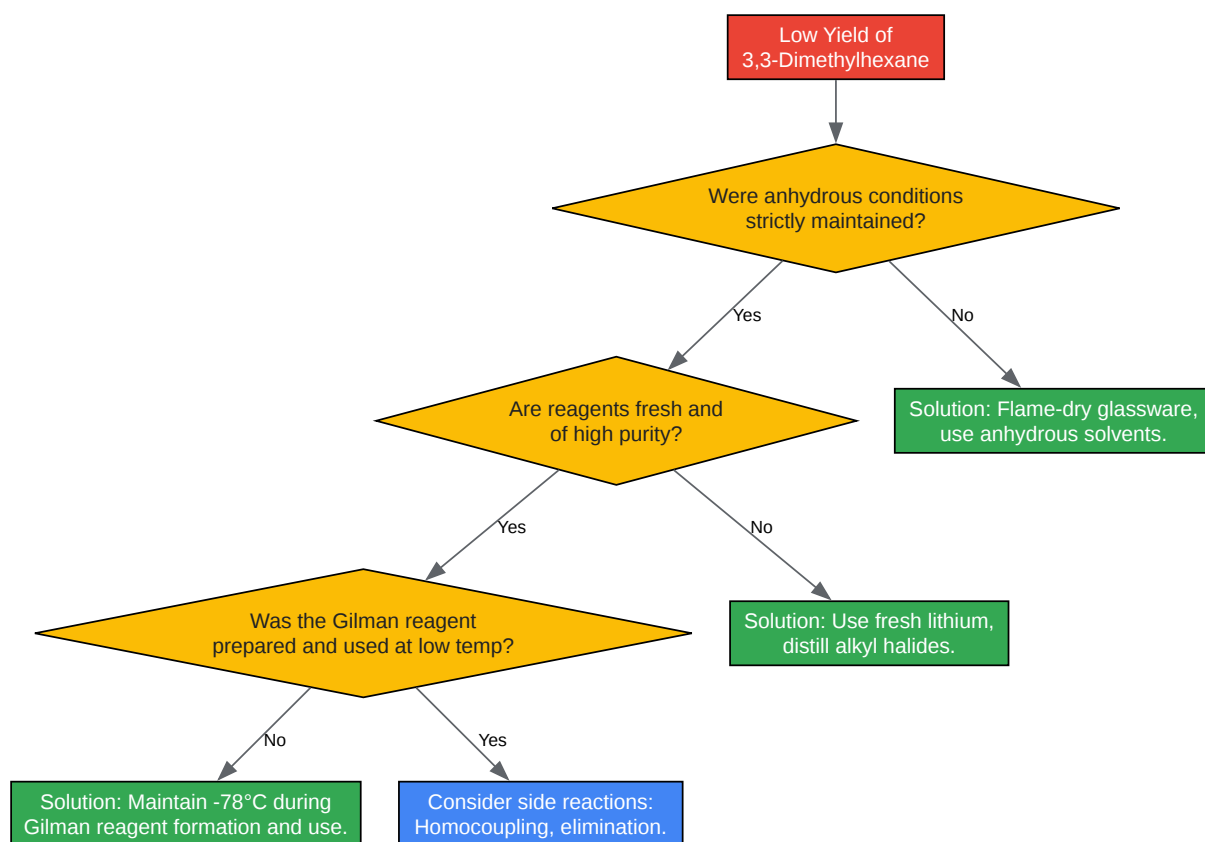 Low Yield of
3,3-Dimethylhexane
Were anhydrous conditions
strictly maintained?
Yes
No
Are reagents fresh and
of high purity?
Solution: Flame-dry glassware,
use anhydrous solvents.
Yes
No
Was the Gilman reagent
prepared and used at low temp?
Solution: Use fresh lithium,
distill alkyl halides.
No
Yes
Solution: Maintain -78°C during
Gilman reagent formation and use.
Consider side reactions:
Homocoupling, elimination.